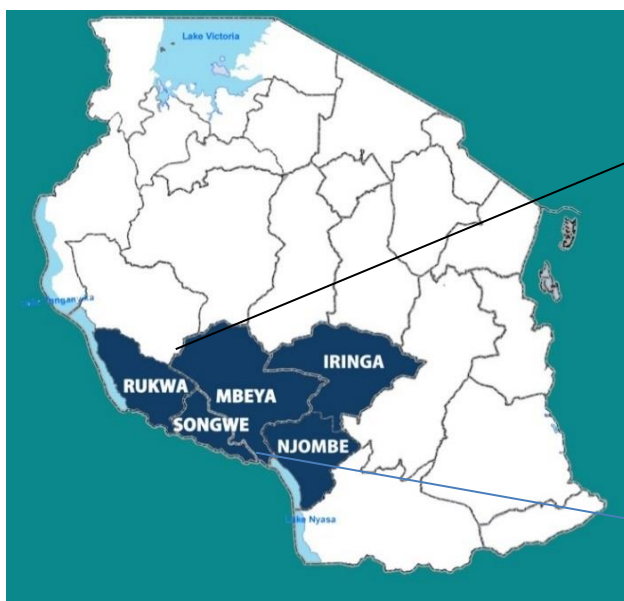 Lake Victoria
IRINGA
RUKWA
MBEYA
SONGWE
NJOMBE
Lake Nyasa